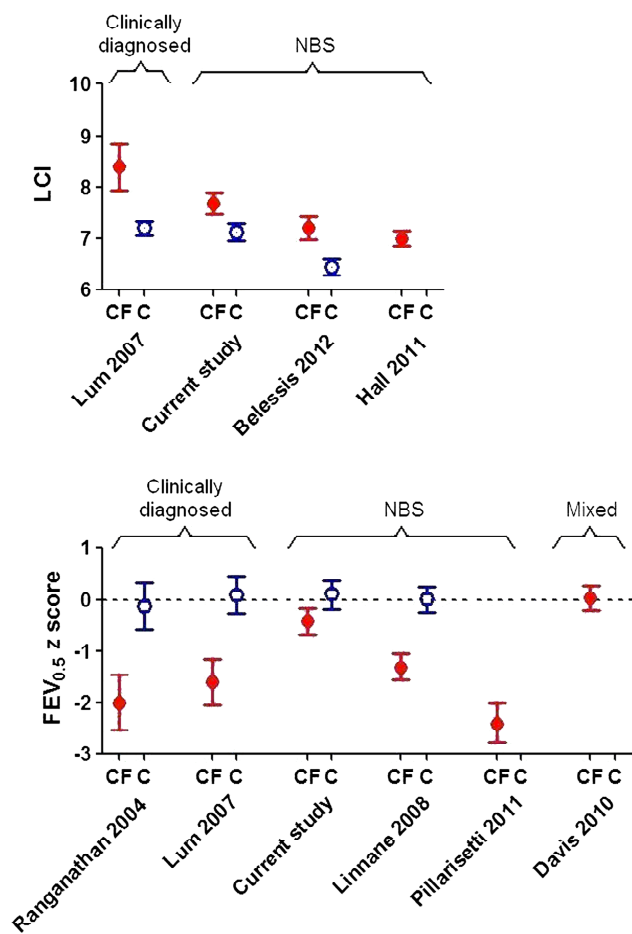 Clinically
diagnosed
NBS
10
9
8
7
6
LCI
CF C CF C CF C CF C
Lum 2007
Current study
Belessis 2012
Hall 2011
Clinically
diagnosed
NBS
Mixed
1
0
-1
-2
-3
FEV0.5 z score
CF C CF C CF C CF C CF C CF C
Ranganathan 2004
Lum 2007
Current study
Linnane 2008
Pillarisetti 2011
Davis 2010